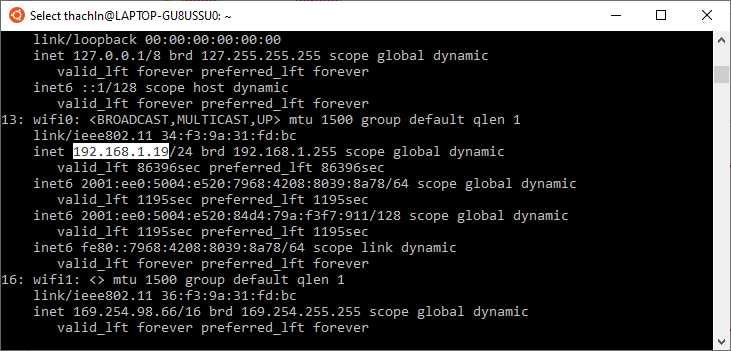 Select thachln@LAPTOP-GU8USSU0: ~
link/loopback 00:00:00:00:00:00
inet 127.0.0.1/8 brd 127.255.255.255 scope global dynamic
valid_lft forever preferred_lft forever
inet6 ::1/128 scope host dynamic
valid_lft forever preferred_lft forever
13: wifi0: <BROADCAST,MULTICAST,UP> mtu 1500 group default qlen 1
link/ieee802.11 34:f3:9a:31:fd:bc
inet 192.168.1.19/24 brd 192.168.1.255 scope global dynamic
valid_lft 86396sec preferred_lft 86396sec
inet6 2001:ee0:5004:e520:7968:4208:8039:8a78/64 scope global dynamic
valid_lft 1195sec preferred_lft 1195sec
inet6 2001:ee0:5004:e520:84d4:79a:f3f7:911/128 scope global dynamic
valid_lft 1195sec preferred_lft 1195sec
inet6 fe80::7968:4208:8039:8a78/64 scope link dynamic
valid_lft forever preferred_lft forever
16: wifi1: <> mtu 1500 group default qlen 1
link/ieee802.11 36:f3:9a:31:fd:bc
inet 169.254.98.66/16 brd 169.254.255.255 scope global dynamic
valid_lft forever preferred_lft forever